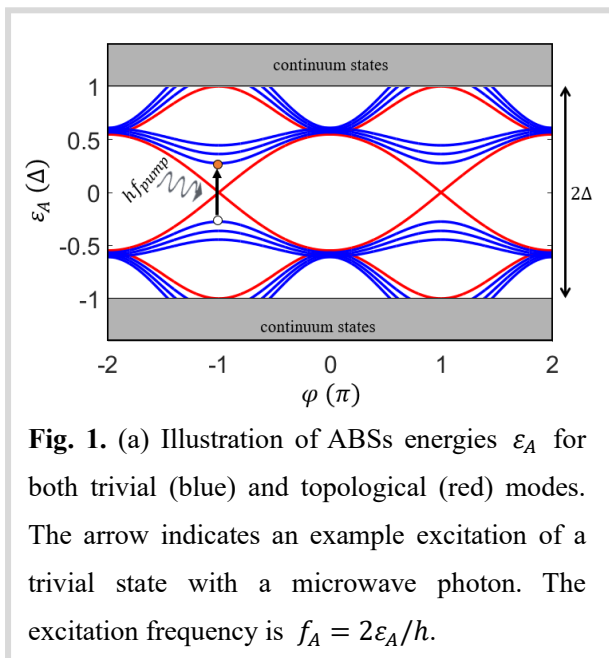 continuum states
1
0.5
0
-0.5
-1
ε_A (Δ)
hf_pump
2Δ
continuum states
-2 -1 0 1 2
φ (π)
Fig. 1. (a) Illustration of ABSs energies ε_A for
both trivial (blue) and topological (red) modes.
The arrow indicates an example excitation of a
trivial state with a microwave photon. The
excitation frequency is f_A = 2ε_A/h.